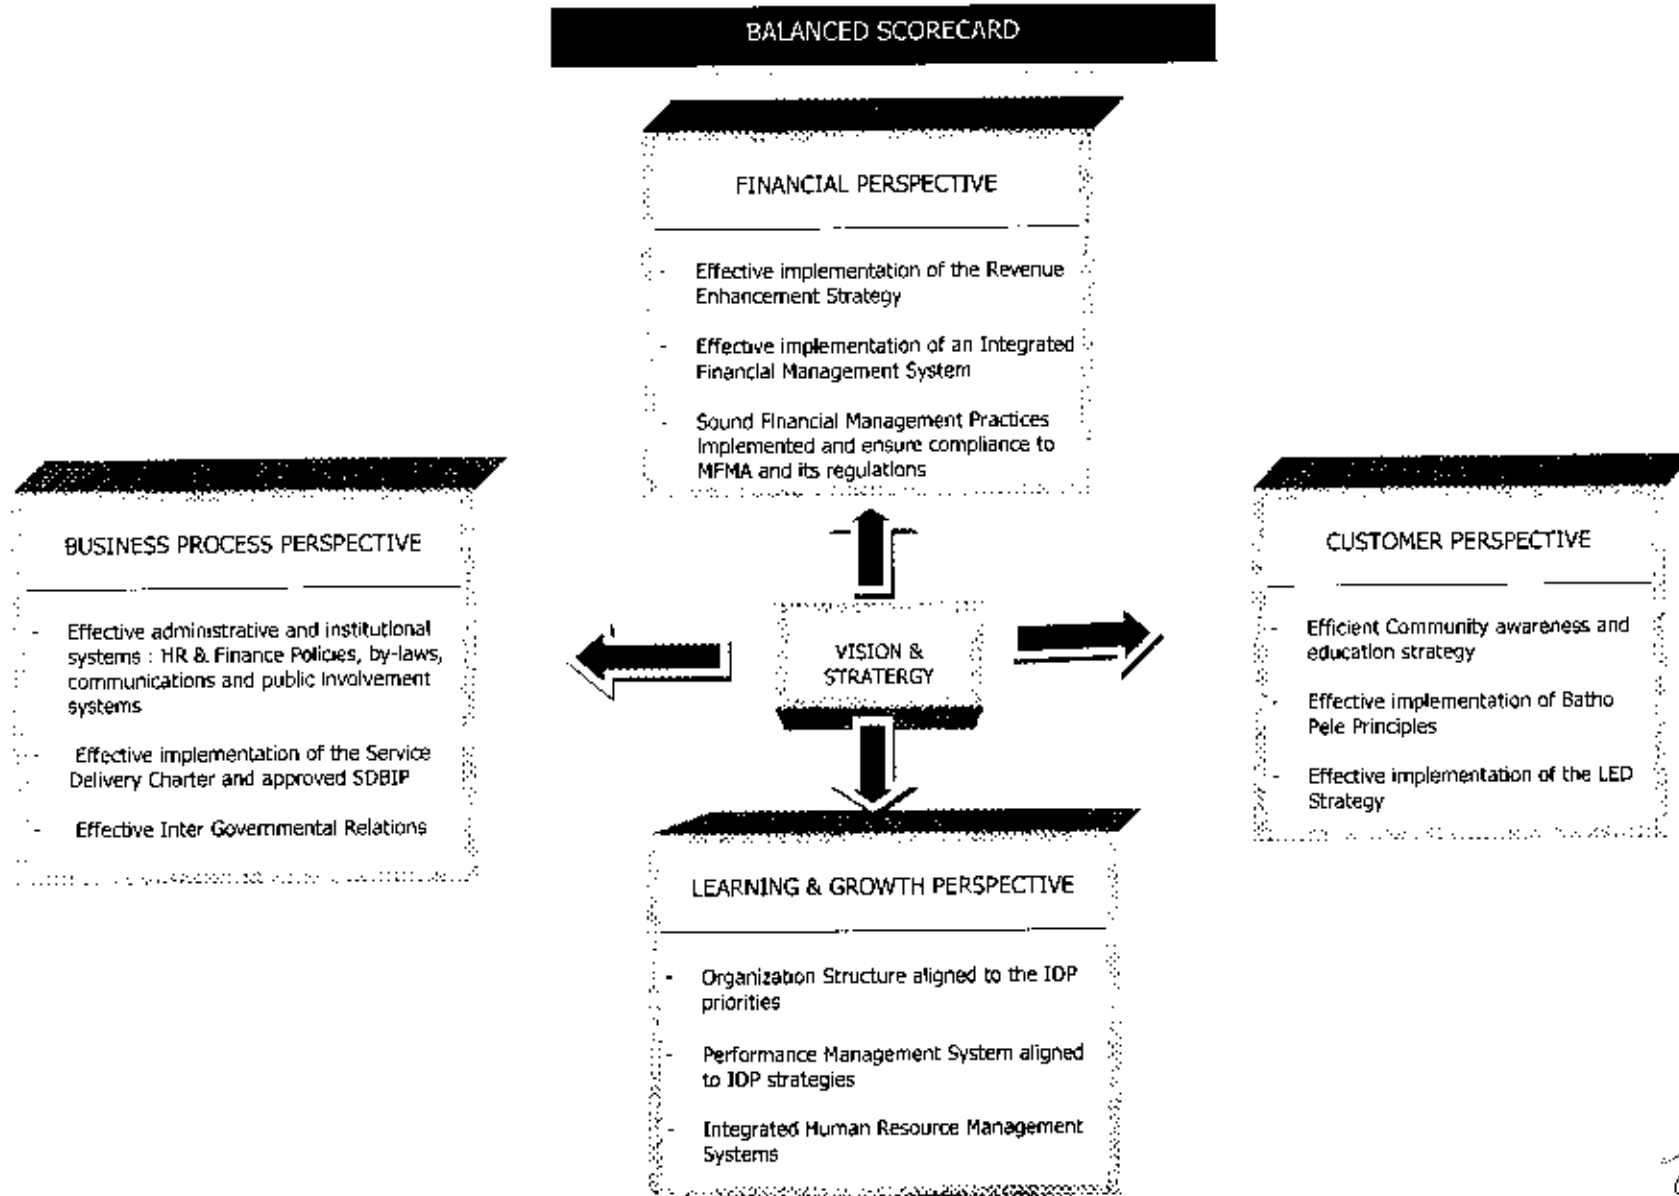 BALANCED SCORECARD
FINANCIAL PERSPECTIVE
- Effective implementation of the Revenue
Enhancement Strategy
- Effective implementation of an Integrated
Financial Management System
- Sound Financial Management Practices
Implemented and ensure compliance to
MFMA and its regulations
BUSINESS PROCESS PERSPECTIVE
- Effective administrative and institutional
systems : HR & Finance Policies, by-laws,
communications and public involvement
systems
- Effective implementation of the Service
Delivery Charter and approved SDBIP
- Effective Inter Governmental Relations
VISION &
STRATERGY
CUSTOMER PERSPECTIVE
- Efficient Community awareness and
education strategy
- Effective implementation of Batho
Pele Principles
- Effective implementation of the LED
Strategy
LEARNING & GROWTH PERSPECTIVE
- Organization Structure aligned to the IDP
priorities
- Performance Management System aligned
to IDP strategies
- Integrated Human Resource Management
Systems